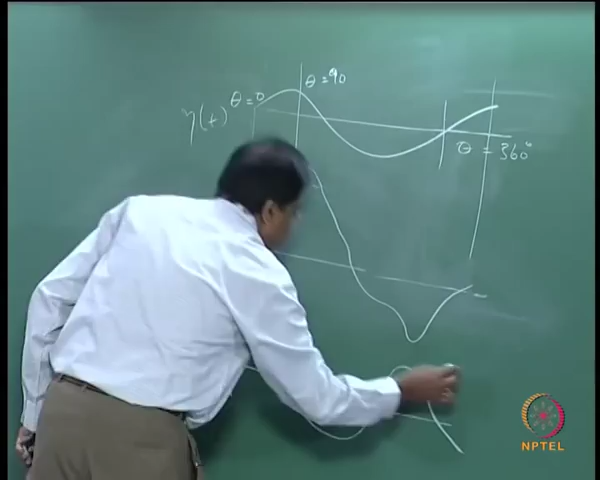 θ = 90
θ = 0
η(t)
θ = 360°
NPTEL